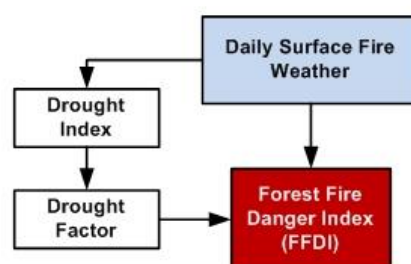 Daily Surface Fire
Weather
Drought
Index
Drought
Factor
Forest Fire
Danger Index
(FFDI)